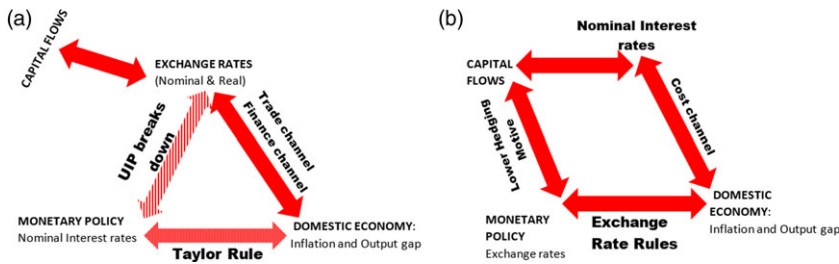 (a)
CAPITAL FLOWS
EXCHANGE RATES
(Nominal & Real)
UIP breaks
down
Trade channel
Finance channel
MONETARY POLICY
Nominal Interest rates
Taylor Rule
DOMESTIC ECONOMY:
Inflation and Output gap
(b)
Nominal Interest
rates
CAPITAL
FLOWS
Cost channel
Lower Hedging
Motive
MONETARY
POLICY
Exchange rates
Exchange
Rate Rules
DOMESTIC
ECONOMY:
Inflation and Output gap